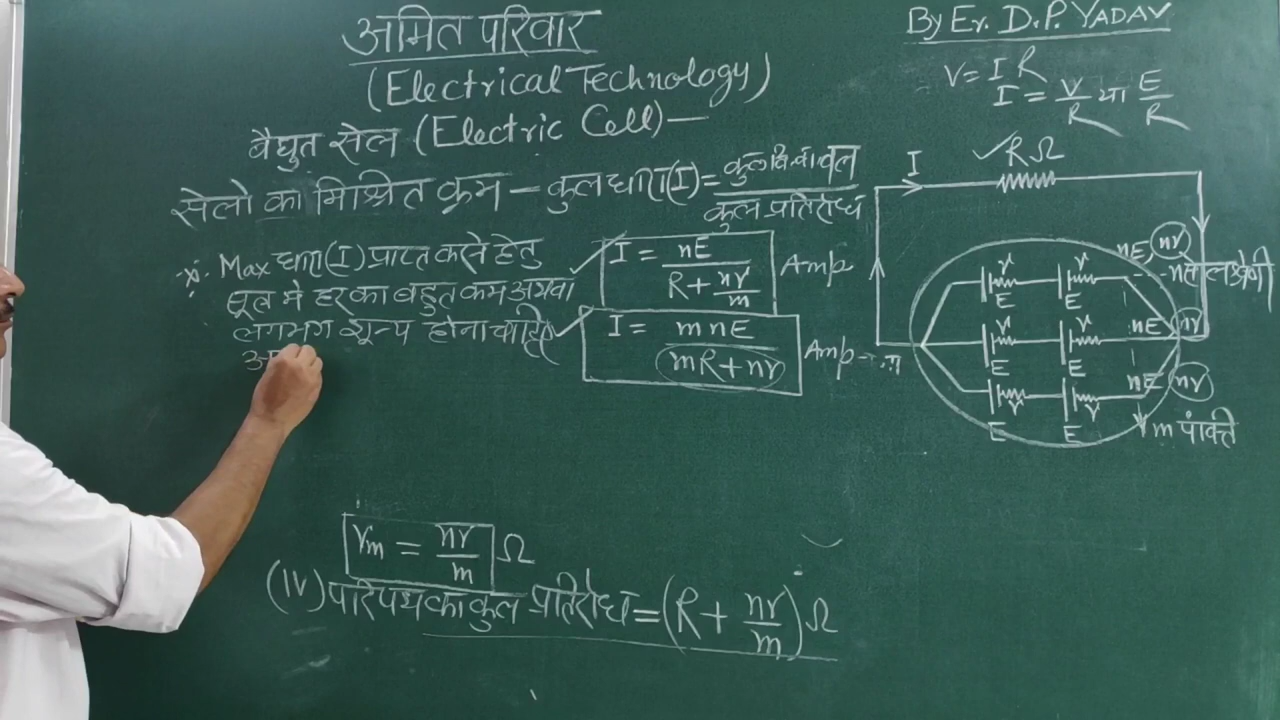 अमित परिवार
By Er. D.P. YADAV
(Electrical Technology)
V = I R
I = V/R या E/R
वैद्युत सेल (Electric Cell) —
सेलो का मिश्रित क्रम – कुल धारा (I) = कुल वि. वा. बल / कुल प्रतिरोध
Max धारा (I) प्राप्त करने हेतु
सूत्र मे हर का बहुत कम अथवा
लगभग शून्य होना चाहिए
I = nE / R + nr/m Amp
I = mnE / (mR + nr) Amp
I
R Ω
nE, nr
n सेल श्रेणी
r r
E E
nE nr
r r
E E
nE nr
r r
E E
m पंक्ति
rm = nr/m Ω
(IV) परिपथ का कुल प्रतिरोध = (R + nr/m) Ω